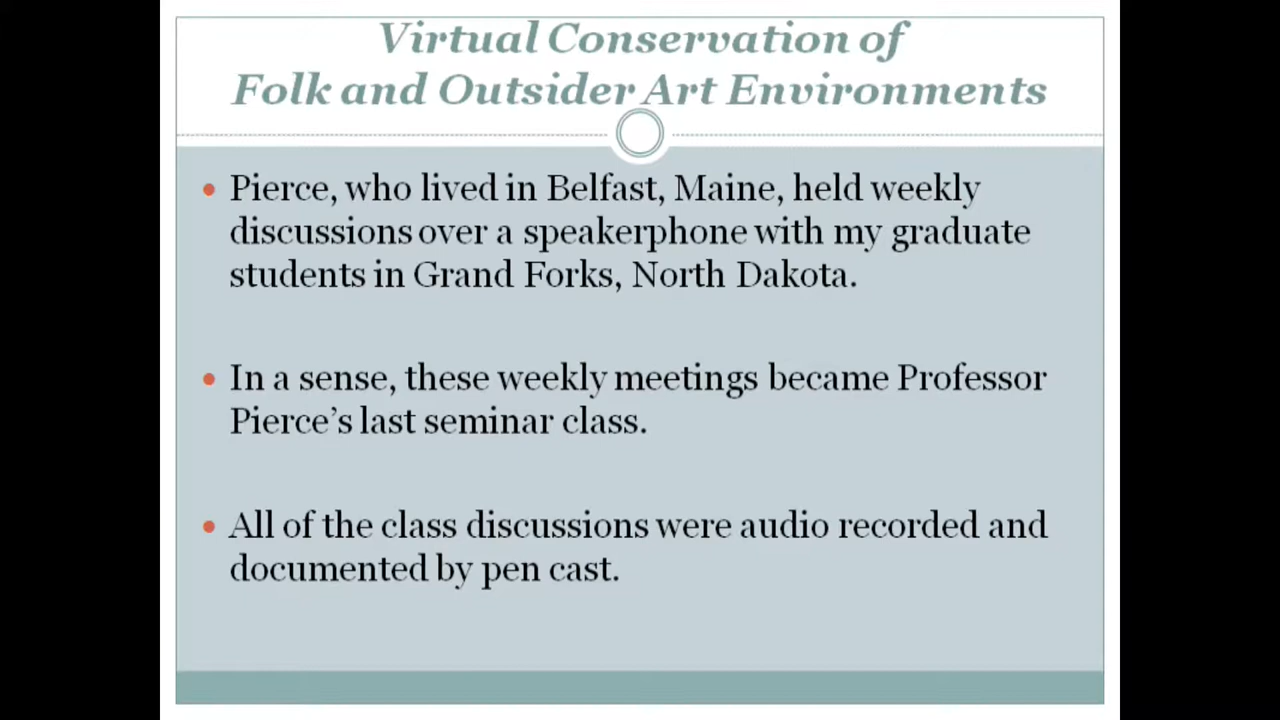 Virtual Conservation of
Folk and Outsider Art Environments
• Pierce, who lived in Belfast, Maine, held weekly
discussions over a speakerphone with my graduate
students in Grand Forks, North Dakota.
• In a sense, these weekly meetings became Professor
Pierce’s last seminar class.
• All of the class discussions were audio recorded and
documented by pen cast.